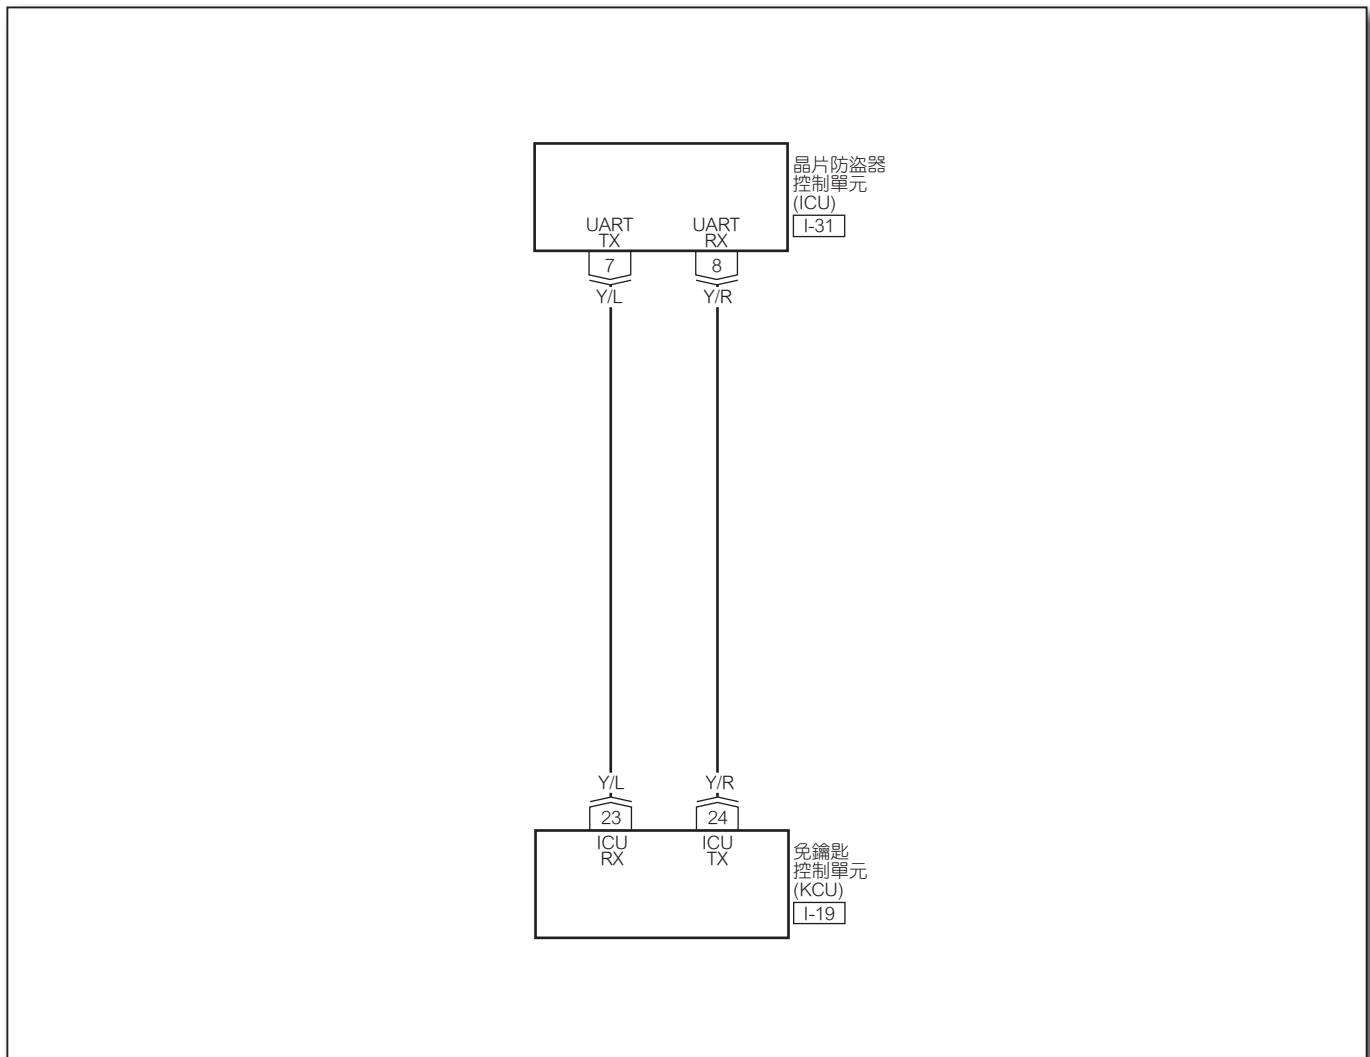 晶片防盜器
控制單元
(ICU)
I-31
UART
TX
UART
RX
7
8
Y/L
Y/R
Y/L
Y/R
23
24
ICU
RX
ICU
TX
免鑰匙
控制單元
(KCU)
I-19